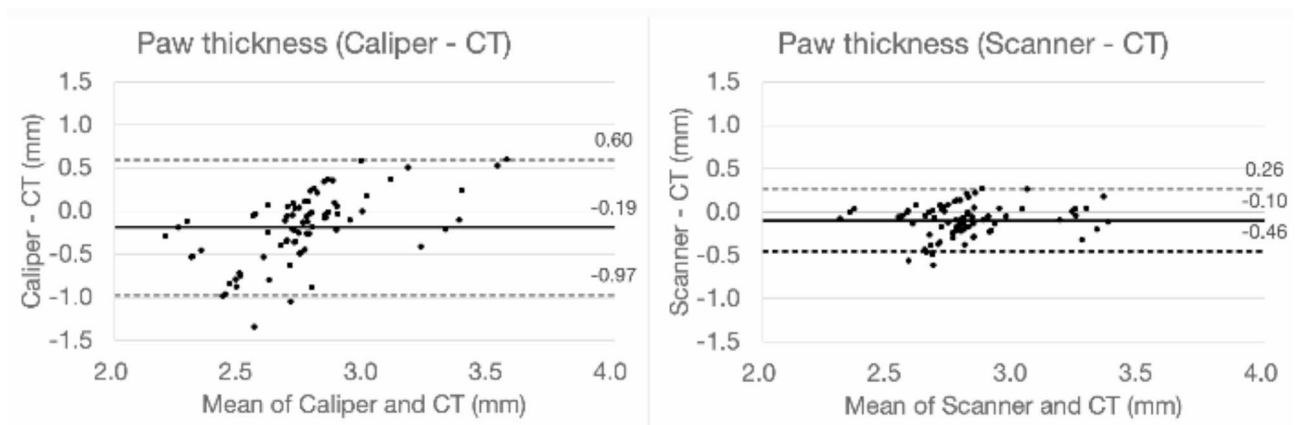 Paw thickness (Caliper - CT)
Caliper - CT (mm)
1.5
1.0
0.5
0.0
-0.5
-1.0
-1.5
0.60
-0.19
-0.97
2.0 2.5 3.0 3.5 4.0
Mean of Caliper and CT (mm)
Paw thickness (Scanner - CT)
Scanner - CT (mm)
1.5
1.0
0.5
0.0
-0.5
-1.0
-1.5
0.26
-0.10
-0.46
2.0 2.5 3.0 3.5 4.0
Mean of Scanner and CT (mm)